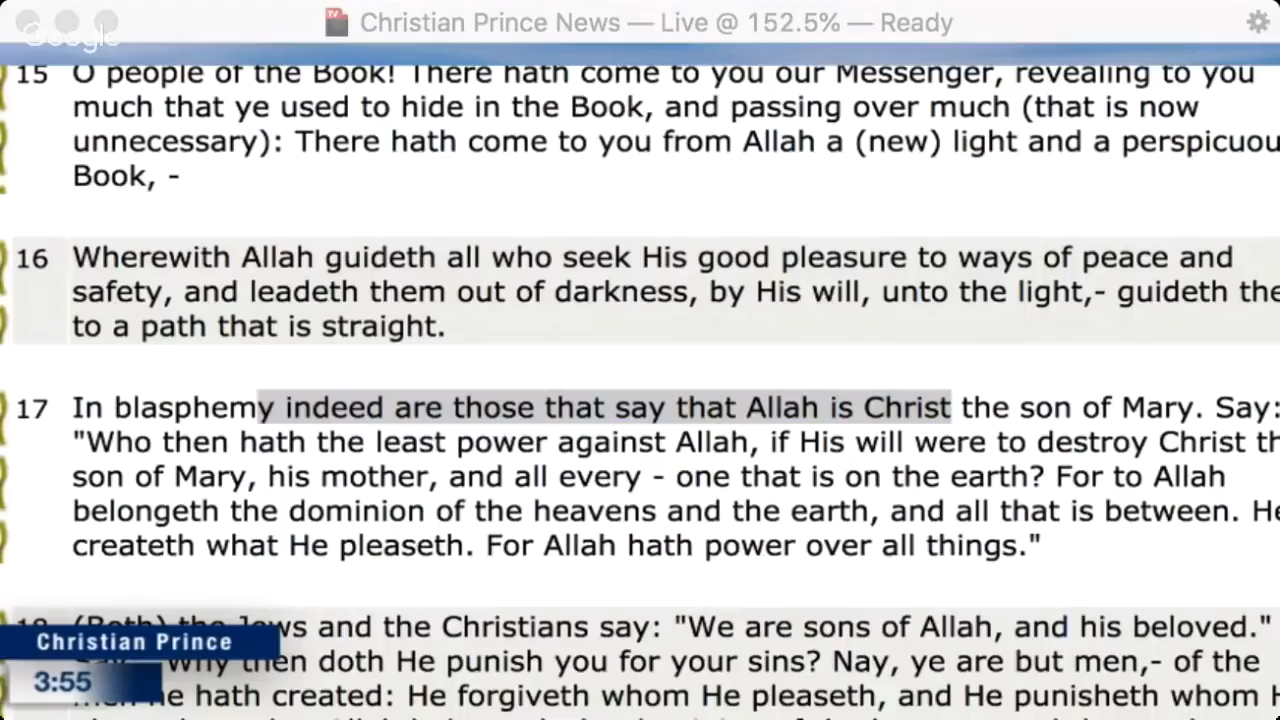 Christian Prince News — Live @ 152.5% — Ready
Google
15 O people of the Book! There hath come to you our Messenger, revealing to you
much that ye used to hide in the Book, and passing over much (that is now
unnecessary): There hath come to you from Allah a (new) light and a perspicuou
Book, -
16 Wherewith Allah guideth all who seek His good pleasure to ways of peace and
safety, and leadeth them out of darkness, by His will, unto the light,- guideth the
to a path that is straight.
17 In blasphemy indeed are those that say that Allah is Christ the son of Mary. Say:
"Who then hath the least power against Allah, if His will were to destroy Christ th
son of Mary, his mother, and all every - one that is on the earth? For to Allah
belongeth the dominion of the heavens and the earth, and all that is between. He
createth what He pleaseth. For Allah hath power over all things."
18 (Both) the Jews and the Christians say: "We are sons of Allah, and his beloved."
"Why then doth He punish you for your sins? Nay, ye are but men,- of the
he hath created: He forgiveth whom He pleaseth, and He punisheth whom H
Christian Prince
3:55